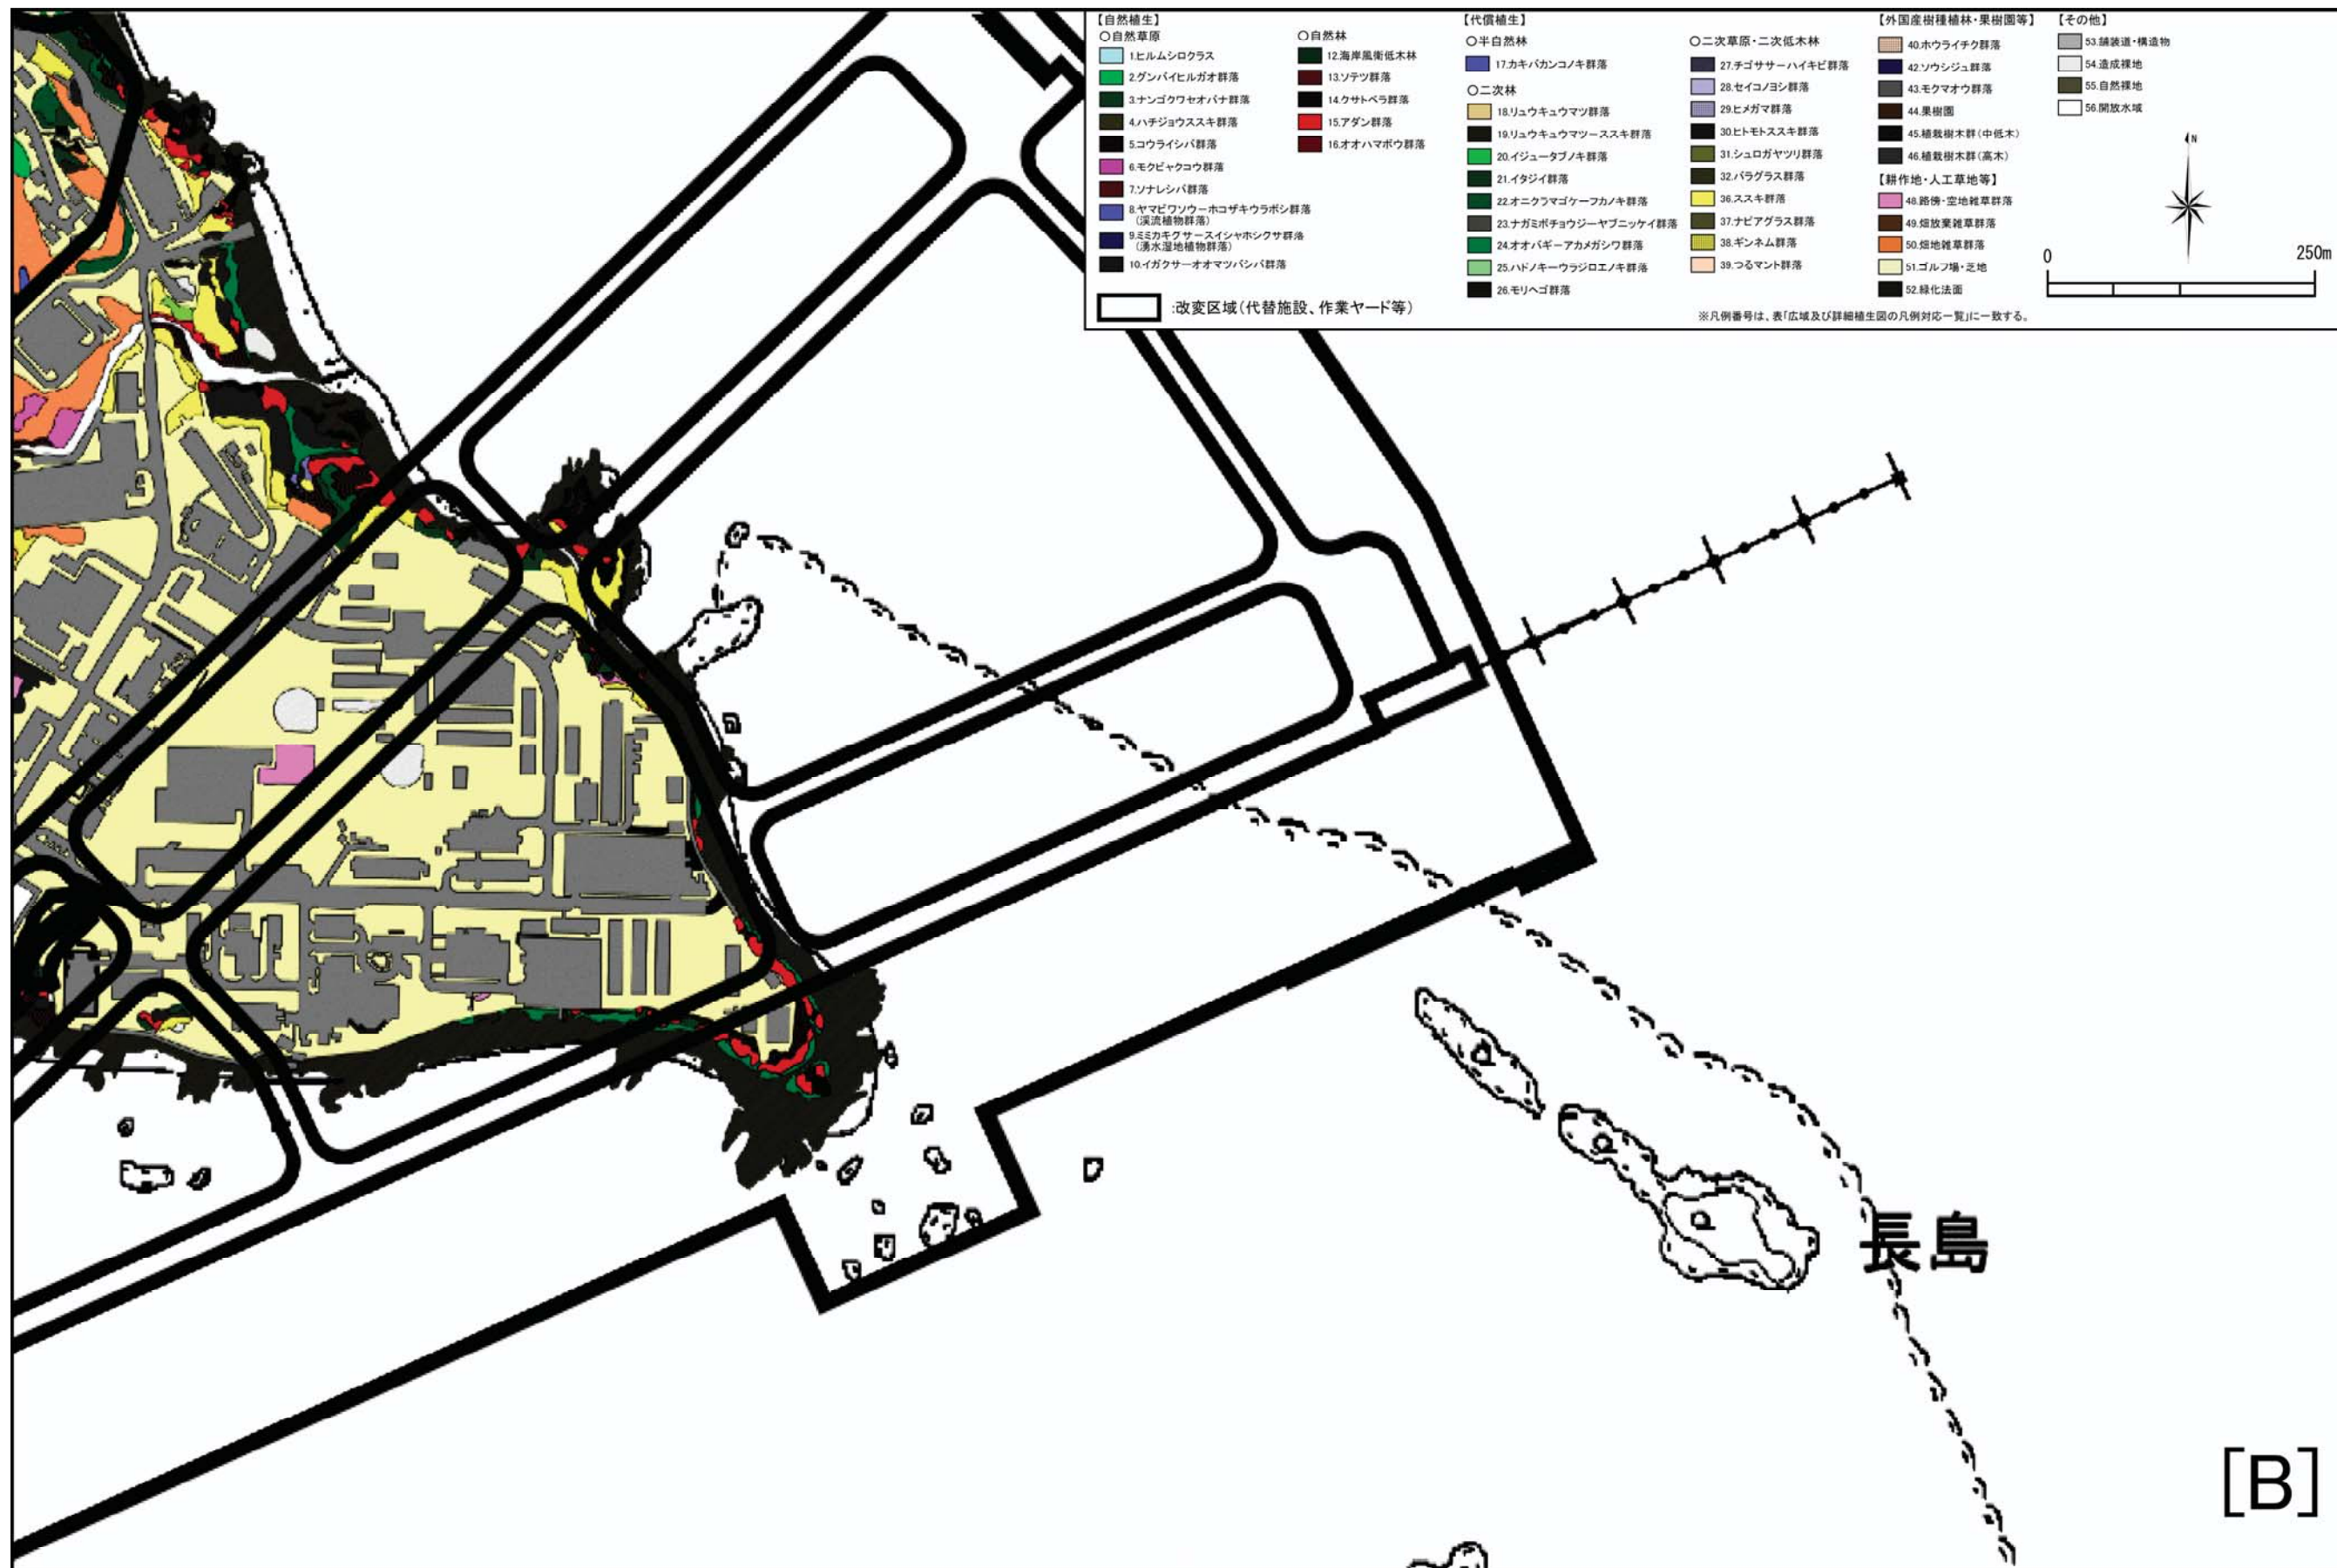 【自然植生】
○自然草原
1.ヒルムシロクラス
2.グンバイヒルガオ群落
3.ナンゴクワセオバナ群落
4.ハチジョウススキ群落
5.コウライシバ群落
6.モクビャクコウ群落
7.ソナレシバ群落
8.ヤマビワソウーホコザキウラボシ群落
(渓流植物群落)
9.ミミカキグサースイシャホシクサ群落
(湧水湿地植物群落)
10.イガクサーオオマツバシバ群落
○自然林
12.海岸風衝低木林
13.ソテツ群落
14.クサトベラ群落
15.アダン群落
16.オオハマボウ群落
【代償植生】
○半自然林
17.カキバカンコノキ群落
○二次林
18.リュウキュウマツ群落
19.リュウキュウマツーススキ群落
20.イジュータブノキ群落
21.イタジイ群落
22.オニクラマゴケーフカノキ群落
23.ナガミボチョウジーヤブニッケイ群落
24.オオバギーアカメガシワ群落
25.ハドノキーウラジロエノキ群落
26.モリヘゴ群落
○二次草原・二次低木林
27.チゴササーハイキビ群落
28.セイコノヨシ群落
29.ヒメガマ群落
30.ヒトモトススキ群落
31.シュロガヤツリ群落
32.パラグラス群落
36.ススキ群落
37.ナピアグラス群落
38.ギンネム群落
39.つるマント群落
【外国産樹種植林・果樹園等】
40.ホウライチク群落
42.ソウシジュ群落
43.モクマオウ群落
44.果樹園
45.植栽樹木群(中低木)
46.植栽樹木群(高木)
【耕作地・人工草地等】
48.路傍・空地雑草群落
49.畑放棄雑草群落
50.畑地雑草群落
51.ゴルフ場・芝地
52.緑化法面
【その他】
53.舗装道・構造物
54.造成裸地
55.自然裸地
56.開放水域
N
0 250m
:改変区域(代替施設、作業ヤード等)
※凡例番号は、表「広域及び詳細植生図の凡例対応一覧」に一致する。
長島
[B]